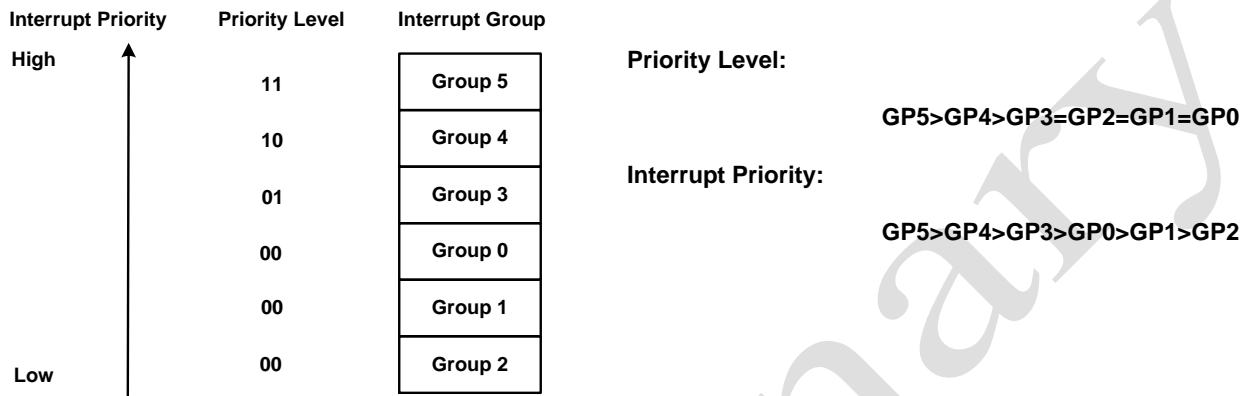 Interrupt Priority Priority Level Interrupt Group
High
11 Group 5
10 Group 4
01 Group 3
00 Group 0
00 Group 1
00 Group 2
Low
Priority Level:
GP5>GP4>GP3=GP2=GP1=GP0
Interrupt Priority:
GP5>GP4>GP3>GP0>GP1>GP2
nary